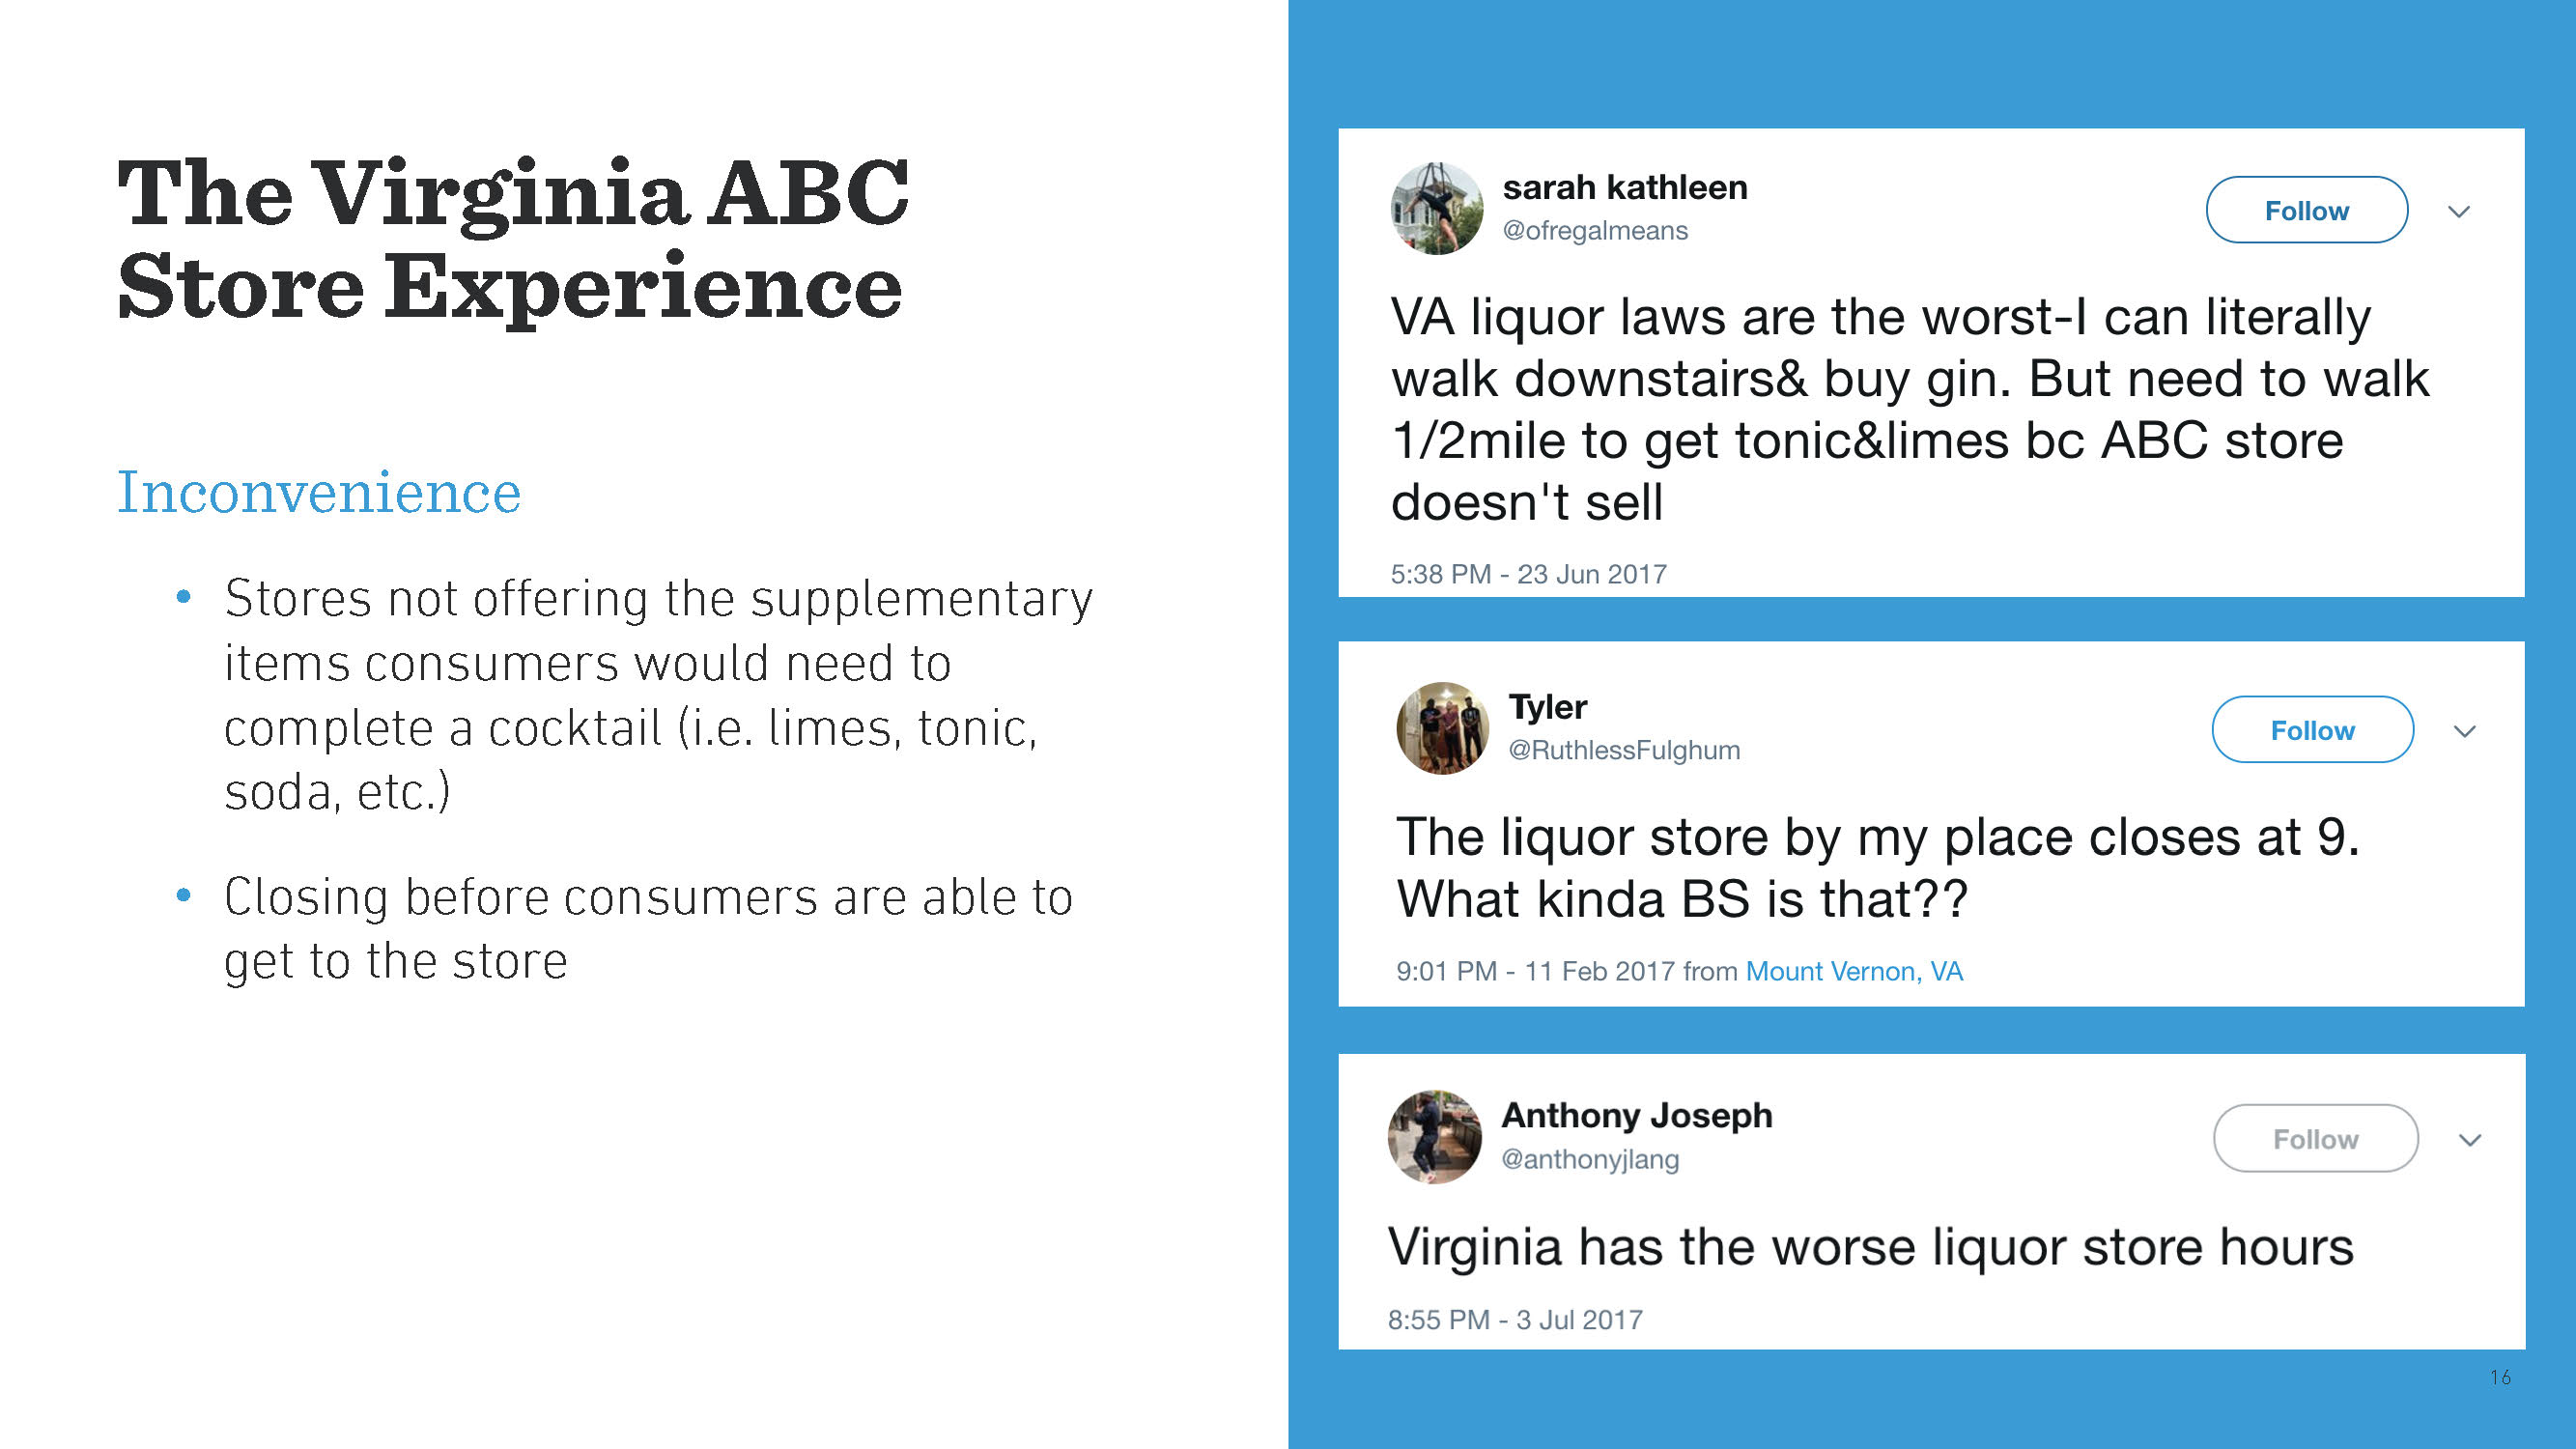 The Virginia ABC
Store Experience
Inconvenience
• Stores not offering the supplementary
items consumers would need to
complete a cocktail (i.e. limes, tonic,
soda, etc.)
• Closing before consumers are able to
get to the store
sarah kathleen
@ofregalmeans
Follow
VA liquor laws are the worst-I can literally
walk downstairs& buy gin. But need to walk
1/2mile to get tonic&limes bc ABC store
doesn't sell
5:38 PM - 23 Jun 2017
Tyler
@RuthlessFulghum
Follow
The liquor store by my place closes at 9.
What kinda BS is that??
9:01 PM - 11 Feb 2017 from Mount Vernon, VA
Anthony Joseph
@anthonyjlang
Follow
Virginia has the worse liquor store hours
8:55 PM - 3 Jul 2017
16